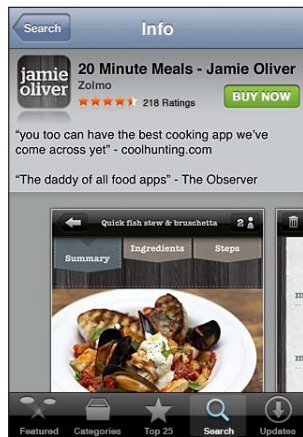 Search
Info
jamie
oliver
20 Minute Meals - Jamie Oliver
Zolmo
218 Ratings
BUY NOW
“you too can have the best cooking app we’ve
come across yet” - coolhunting.com
“The daddy of all food apps” - The Observer
Quick fish stew & bruschetta
2
Summary
Ingredients
Steps
Featured
Categories
Top 25
Search
Updates